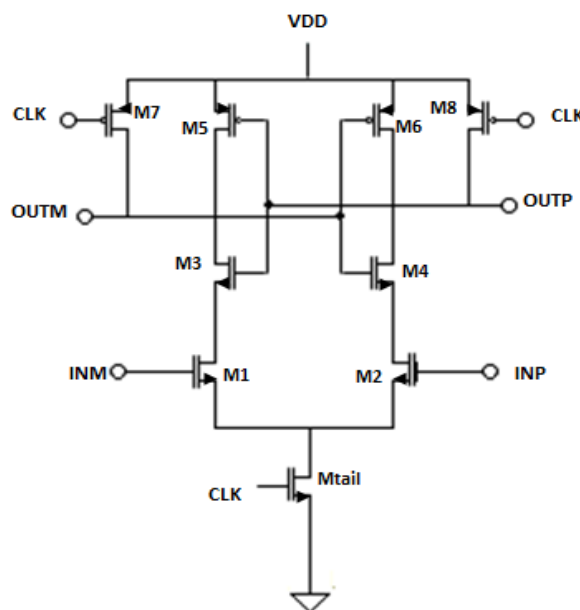 VDD
CLK
M7
M5
M6
M8
CLK
OUTM
OUTP
M3
M4
INM
M1
M2
INP
Mtail
CLK